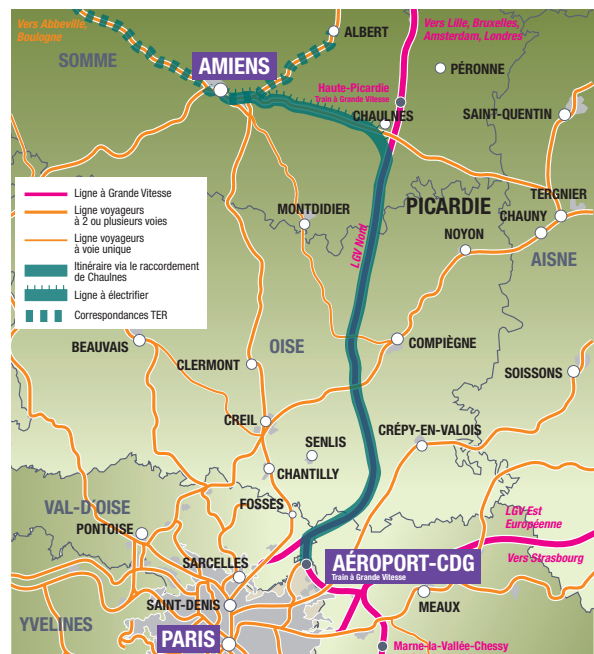 Vers Abbeville,
Boulogne
Vers Lille, Bruxelles,
Amsterdam, Londres
ALBERT
SOMME
AMIENS
PÉRONNE
Haute-Picardie
Train à Grande Vitesse
CHAULNES
SAINT-QUENTIN
Ligne à Grande Vitesse
Ligne voyageurs
à 2 ou plusieurs voies
Ligne voyageurs
à voie unique
Itinéraire via le raccordement
de Chaulnes
Ligne à électrifier
Correspondances TER
MONTDIDIER
PICARDIE
TERGNIER
CHAUNY
NOYON
LGV Nord
AISNE
BEAUVAIS
OISE
COMPIÈGNE
CLERMONT
SOISSONS
CREIL
SENLIS
CRÉPY-EN-VALOIS
CHANTILLY
VAL-D'OISE
FOSSES
PONTOISE
LGV Est
Européenne
Vers Strasbourg
SARCELLES
AÉROPORT-CDG
Train à Grande Vitesse
SAINT-DENIS
MEAUX
YVELINES
PARIS
Marne-la-Vallée-Chessy